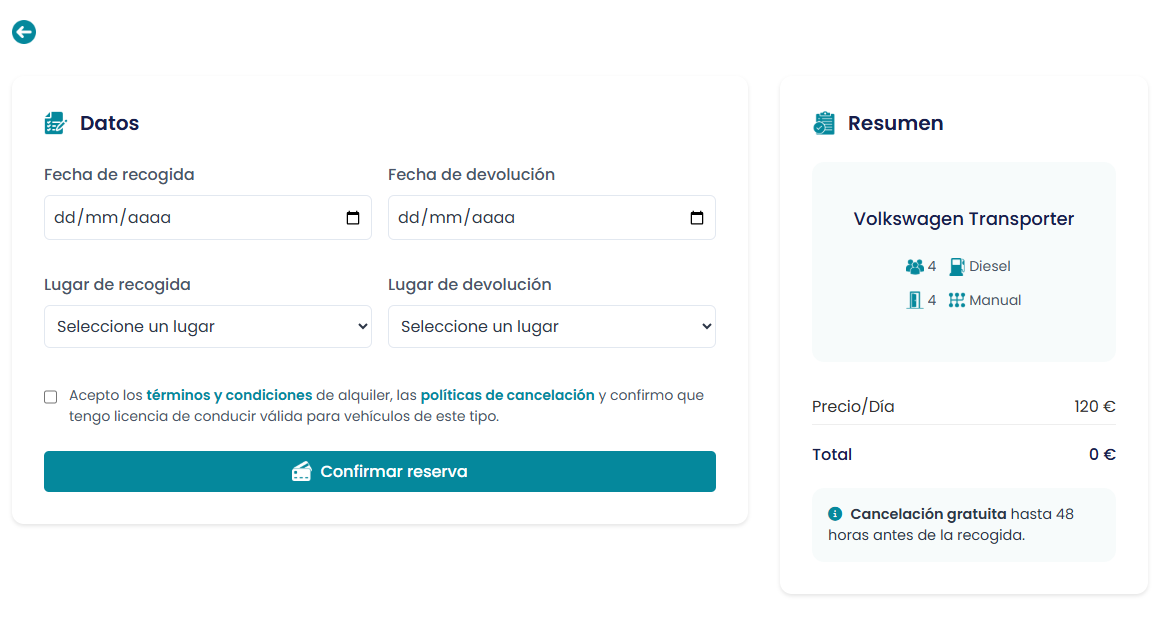 Datos
Fecha de recogida
Fecha de devolución
dd/mm/aaaa
dd/mm/aaaa
Lugar de recogida
Lugar de devolución
Seleccione un lugar
Seleccione un lugar
Acepto los términos y condiciones de alquiler, las políticas de cancelación y confirmo que
tengo licencia de conducir válida para vehículos de este tipo.
Confirmar reserva
Resumen
Volkswagen Transporter
4 Diesel
4 Manual
Precio/Día 120 €
Total 0 €
Cancelación gratuita hasta 48
horas antes de la recogida.